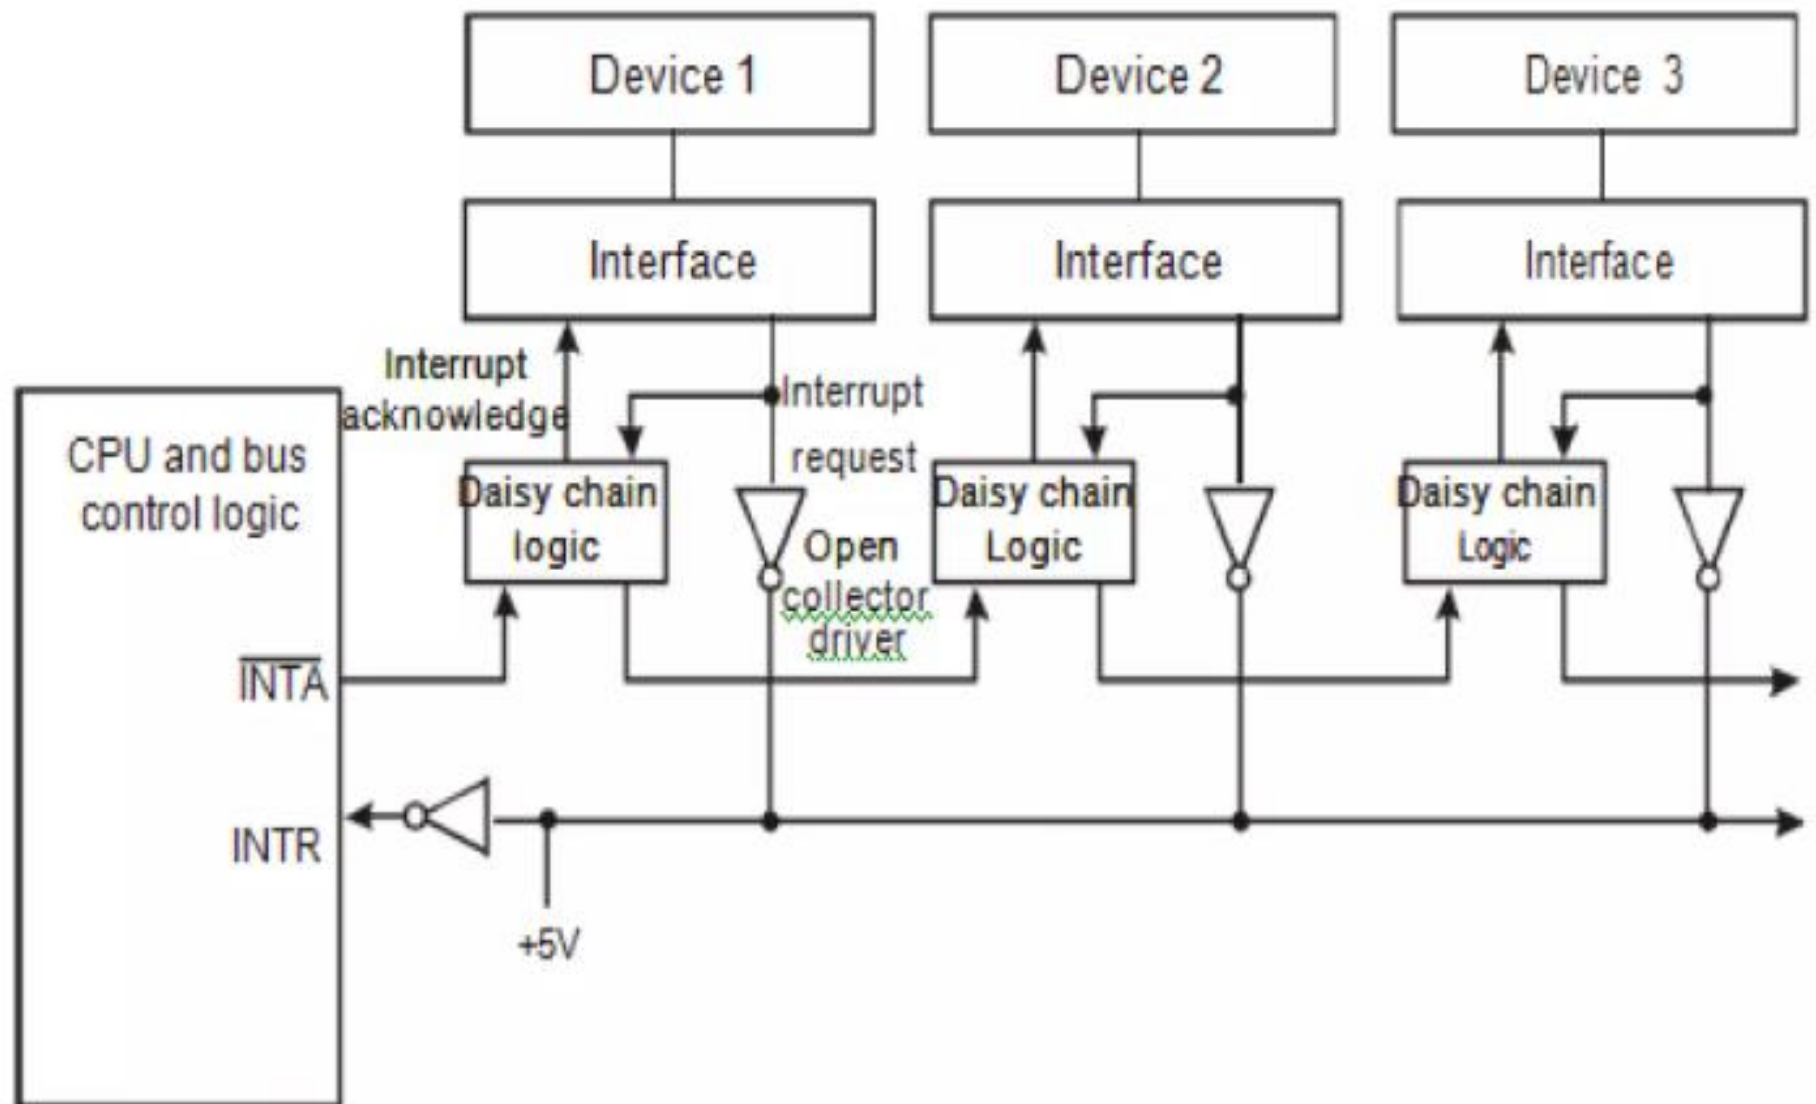 Device 1
Device 2
Device 3
Interface
Interface
Interface
Interrupt
acknowledge
Interrupt
request
CPU and bus
control logic
Daisy chain
logic
Open
collector
driver
Daisy chain
Logic
Daisy chain
Logic
INTA
INTR
+5V